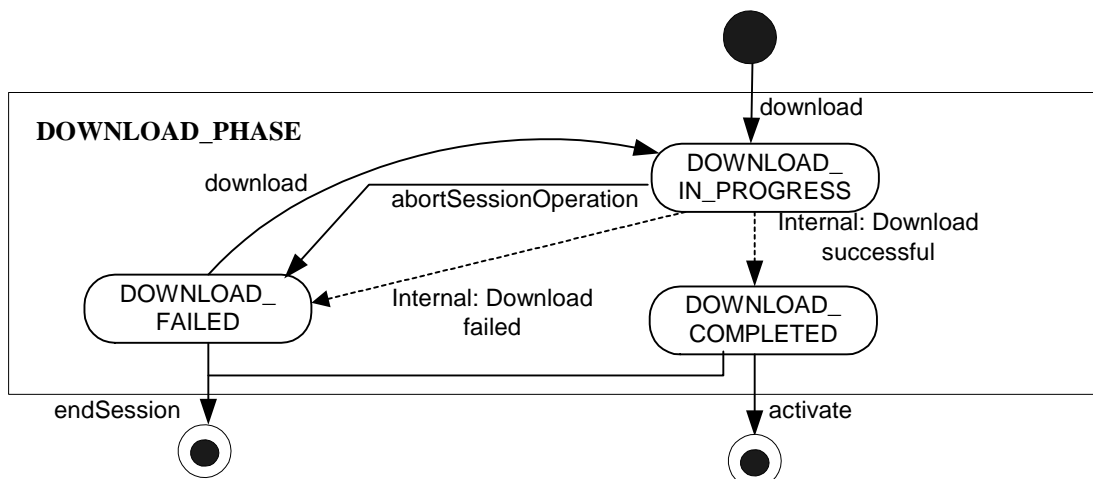 download
DOWNLOAD_PHASE
DOWNLOAD_
IN_PROGRESS
download
abortSessionOperation
Internal: Download
successful
DOWNLOAD_
FAILED
Internal: Download
failed
DOWNLOAD_
COMPLETED
endSession
activate